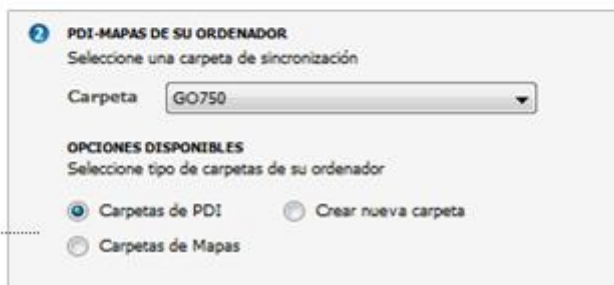 2 PDI-MAPAS DE SU ORDENADOR
Seleccione una carpeta de sincronización
Carpeta GO750
OPCIONES DISPONIBLES
Seleccione tipo de carpetas de su ordenador
Carpetas de PDI Crear nueva carpeta
Carpetas de Mapas